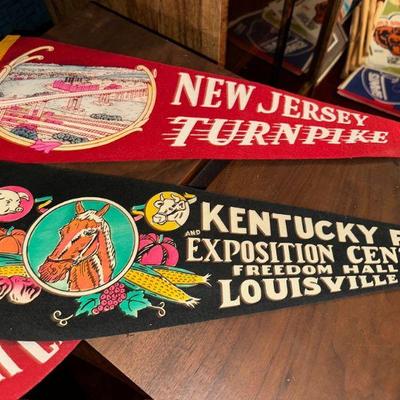 NEW JERSEY
TURNPIKE
KENTUCKY F
AND EXPOSITION CENT
FREEDOM HALL
LOUISVILLE